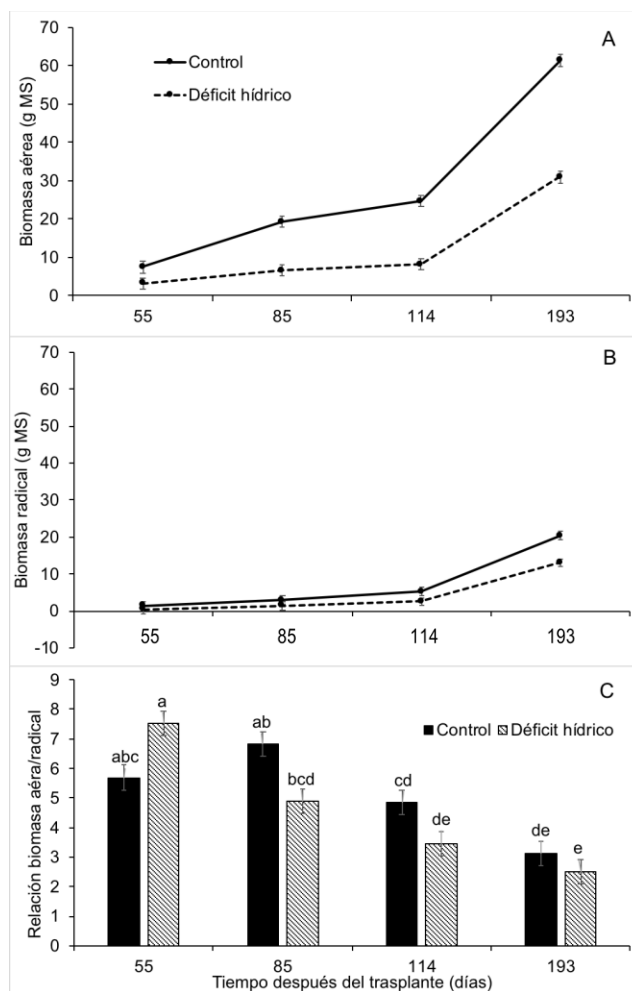 A
Biomasa aérea (g MS)
70
60
50
40
30
20
10
0
Control
Déficit hídrico
55 85 114 193
B
Biomasa radical (g MS)
70
60
50
40
30
20
10
0
-10
55 85 114 193
C
Relación biomasa aéra/radical
9
8
7
6
5
4
3
2
1
0
Control Déficit hídrico
abc a ab bcd cd de de e
55 85 114 193
Tiempo después del trasplante (días)